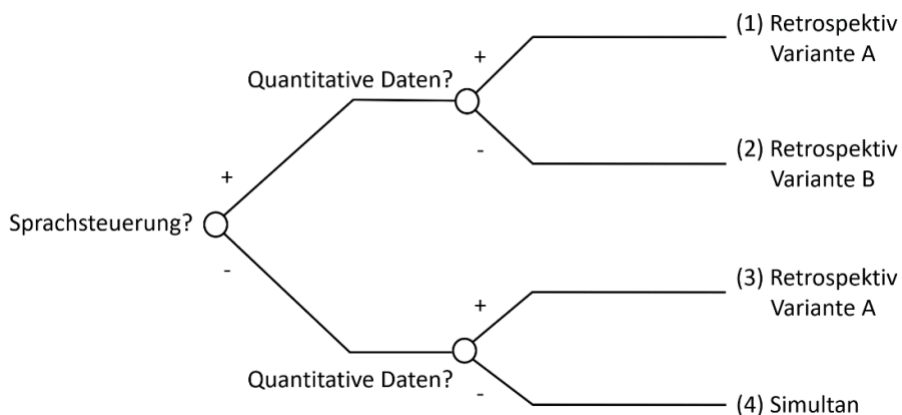 (1) Retrospektiv
Variante A
+
Quantitative Daten?
-
(2) Retrospektiv
Variante B
+
Sprachsteuerung?
-
(3) Retrospektiv
Variante A
+
Quantitative Daten?
-
(4) Simultan